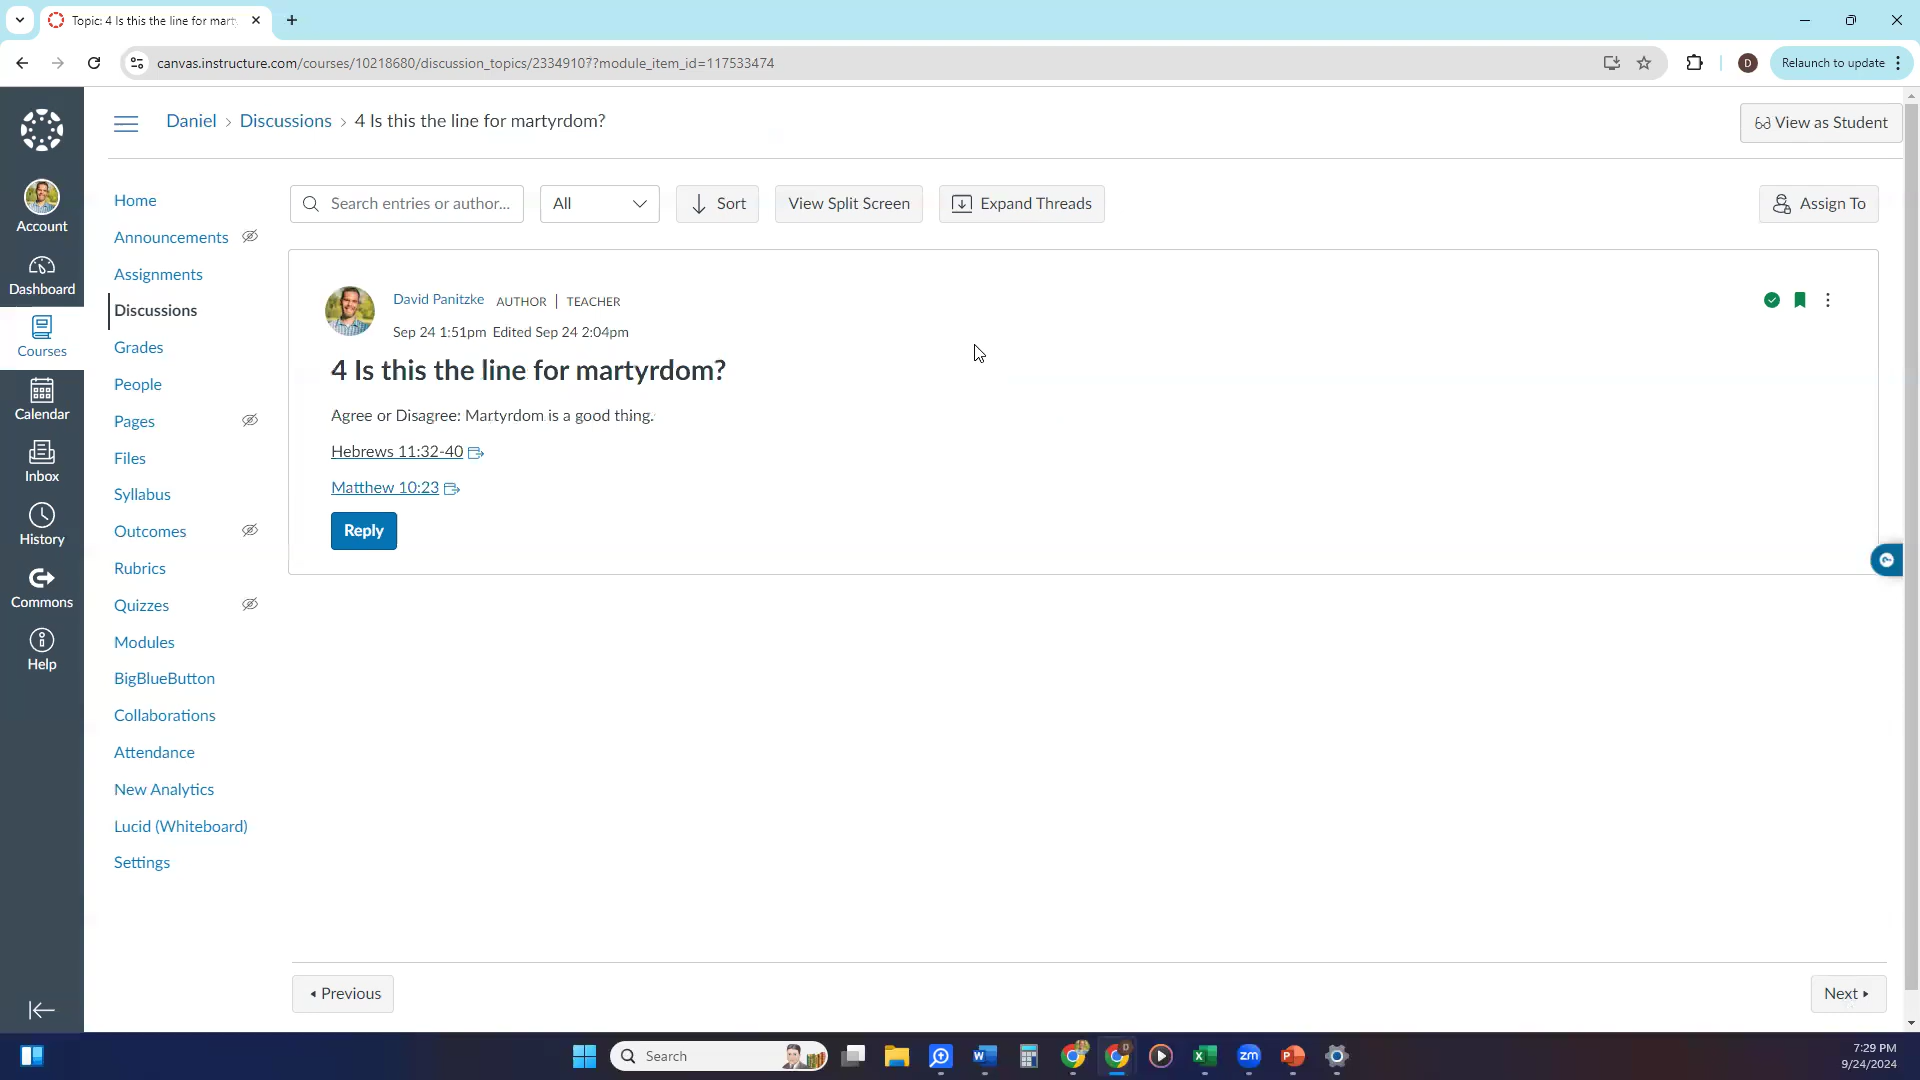 Topic: 4 Is this the line for mart
canvas.instructure.com/courses/10218680/discussion_topics/23349107?module_item_id=117533474
D
Relaunch to update
Daniel › Discussions › 4 Is this the line for martyrdom?
View as Student
Account
Dashboard
Courses
Calendar
Inbox
History
Commons
Help
Home
Announcements
Assignments
Discussions
Grades
People
Pages
Files
Syllabus
Outcomes
Rubrics
Quizzes
Modules
BigBlueButton
Collaborations
Attendance
New Analytics
Lucid (Whiteboard)
Settings
Search entries or author...
All
Sort
View Split Screen
Expand Threads
Assign To
David Panitzke AUTHOR | TEACHER
Sep 24 1:51pm Edited Sep 24 2:04pm
4 Is this the line for martyrdom?
Agree or Disagree: Martyrdom is a good thing.
Hebrews 11:32-40
Matthew 10:23
Reply
Previous
Next
Search
zm
7:29 PM
9/24/2024